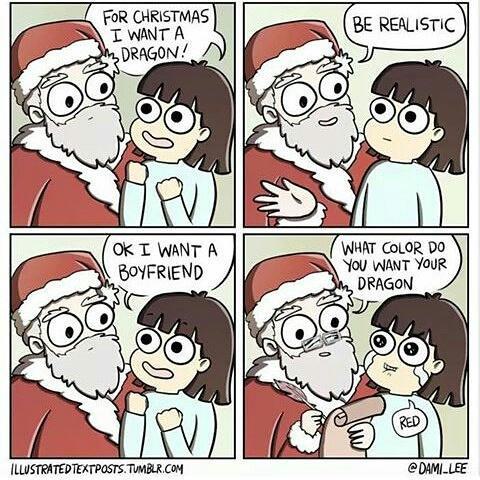 FOR CHRISTMAS
I WANT A
DRAGON!
BE REALISTIC
OK I WANT A
BOYFRIEND
WHAT COLOR DO
YOU WANT YOUR
DRAGON
RED
ILLUSTRATEDTEXTPOSTS.TUMBLR.COM
@DAMI_LEE